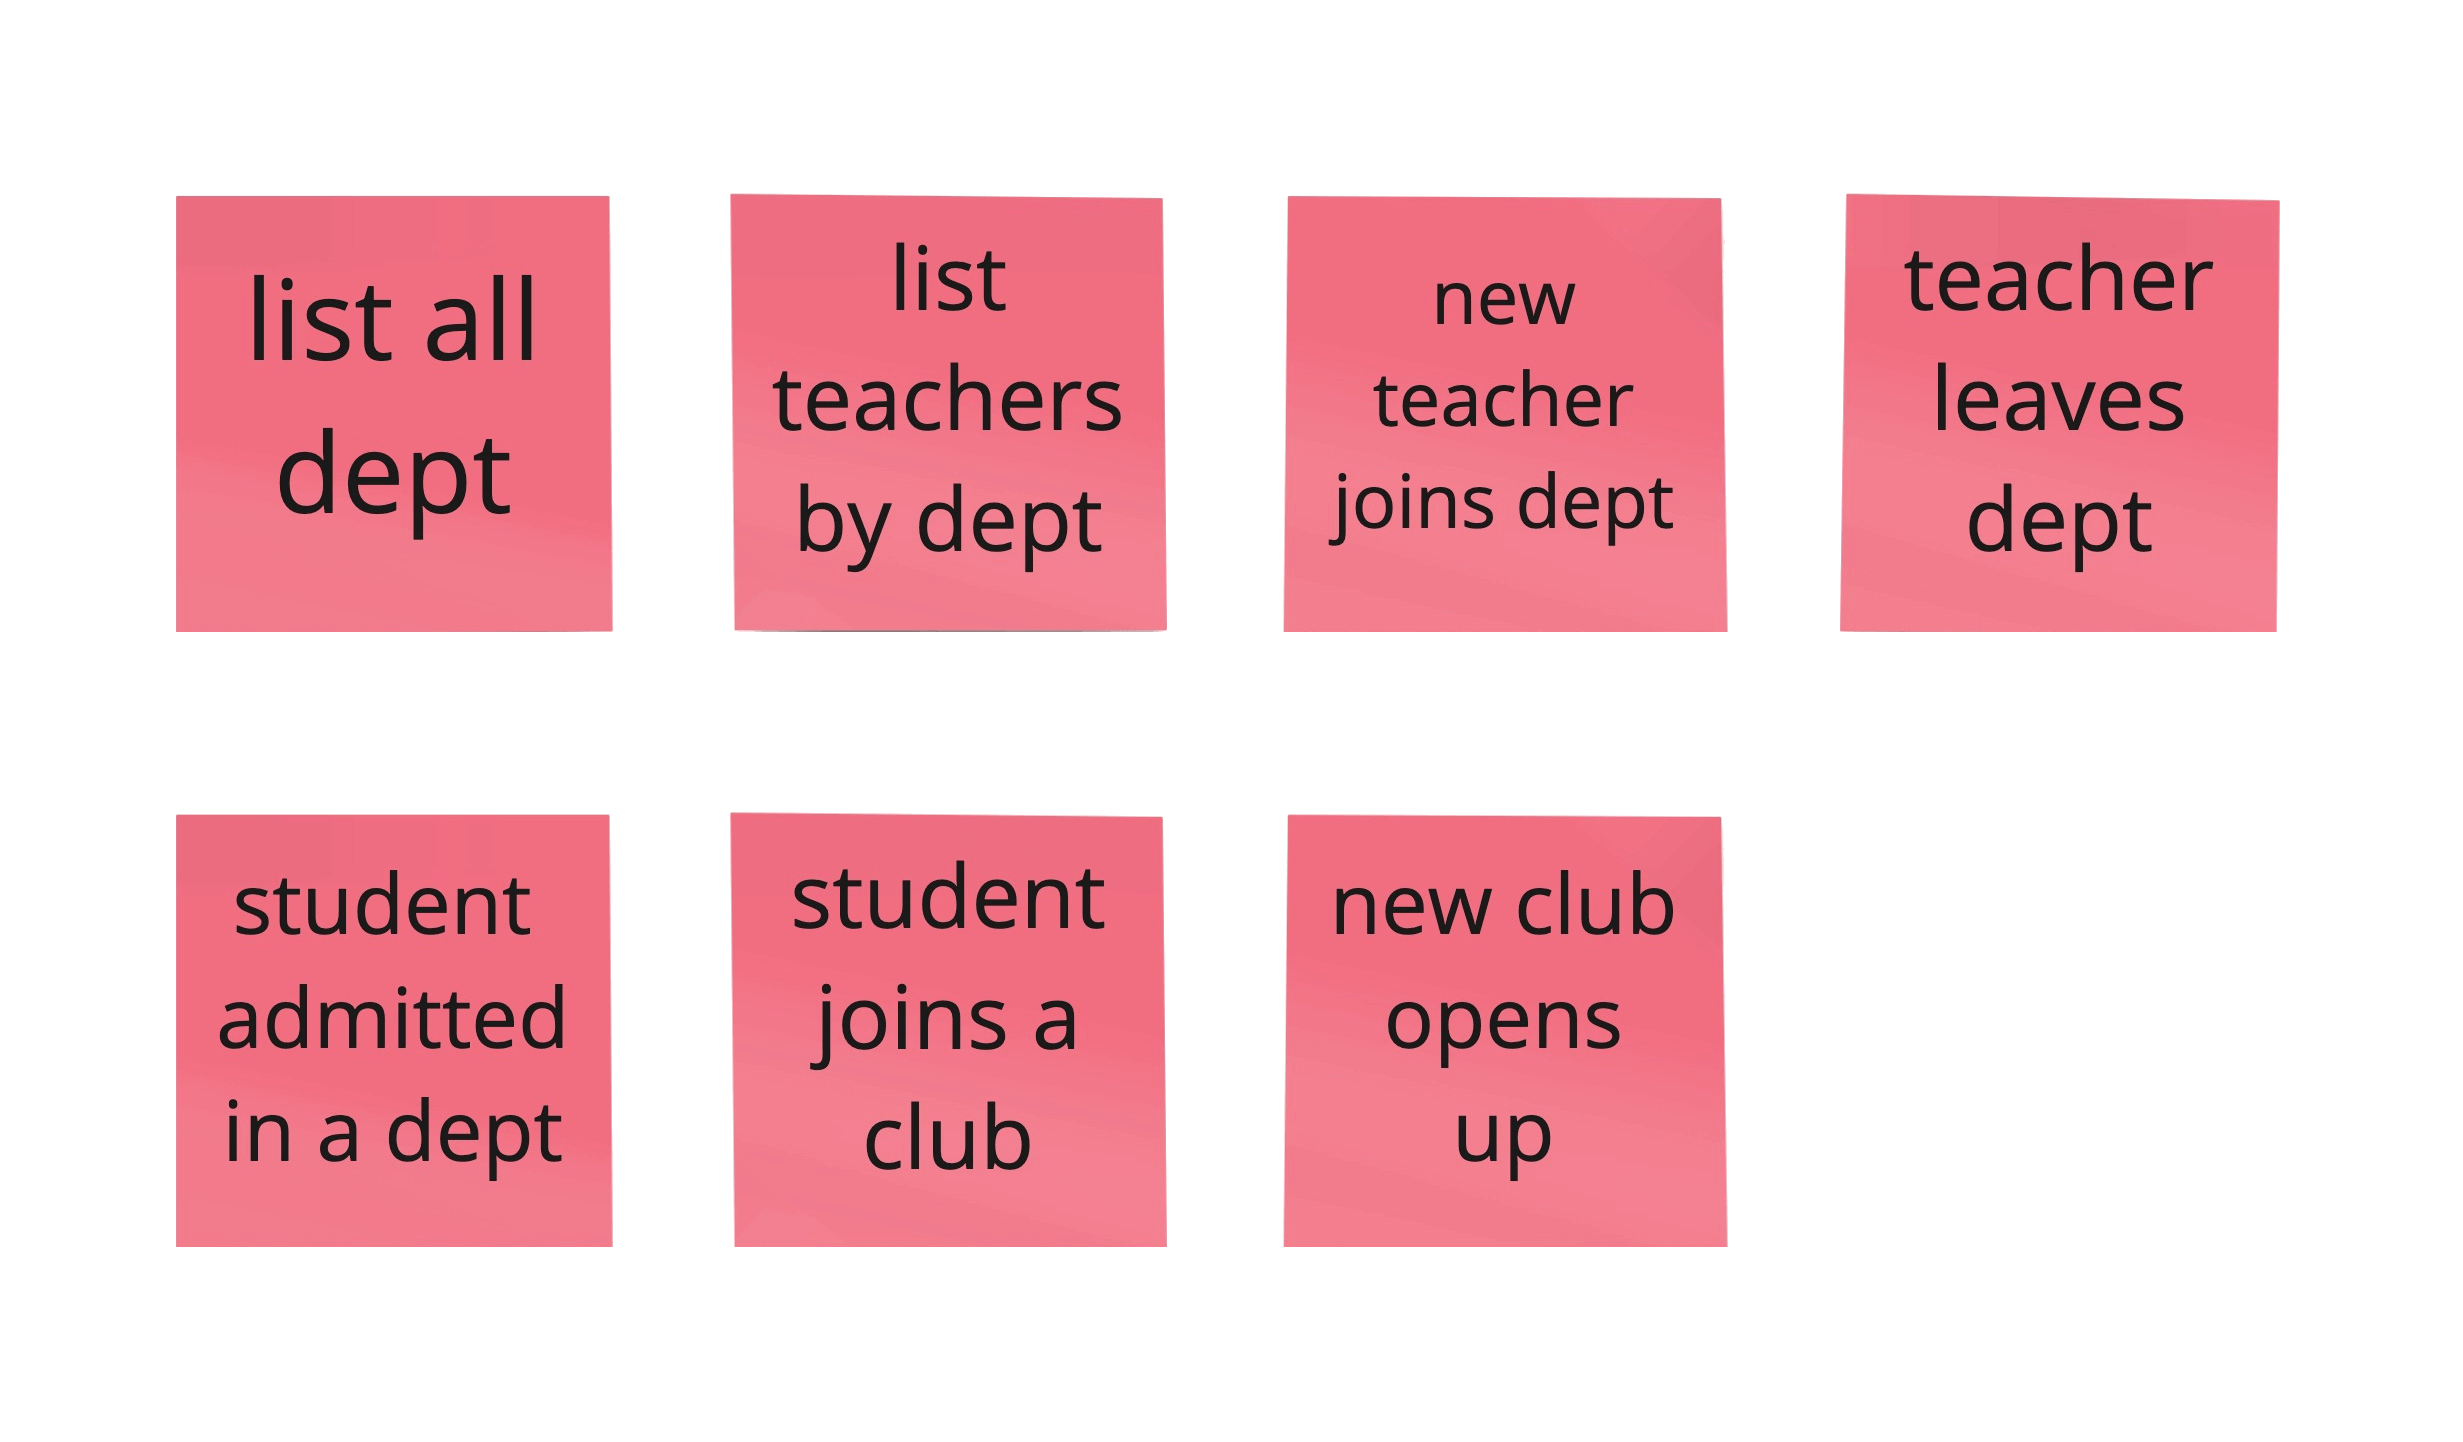 list all
dept
list
teachers
by dept
new
teacher
joins dept
teacher
leaves
dept
student
admitted
in a dept
student
joins a
club
new club
opens
up